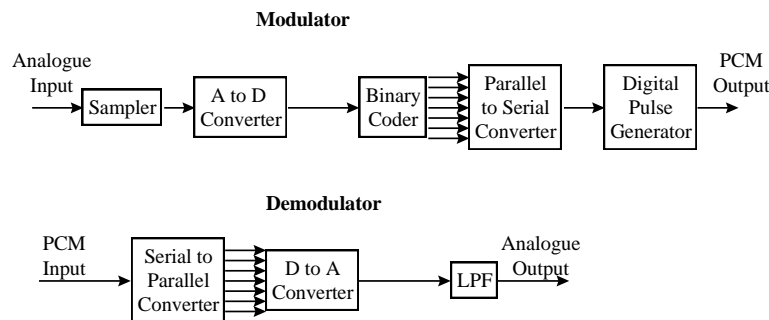 Modulator
Analogue
Input
Sampler
A to D
Converter
Binary
Coder
Parallel
to Serial
Converter
Digital
Pulse
Generator
PCM
Output
Demodulator
PCM
Input
Serial to
Parallel
Converter
D to A
Converter
LPF
Analogue
Output